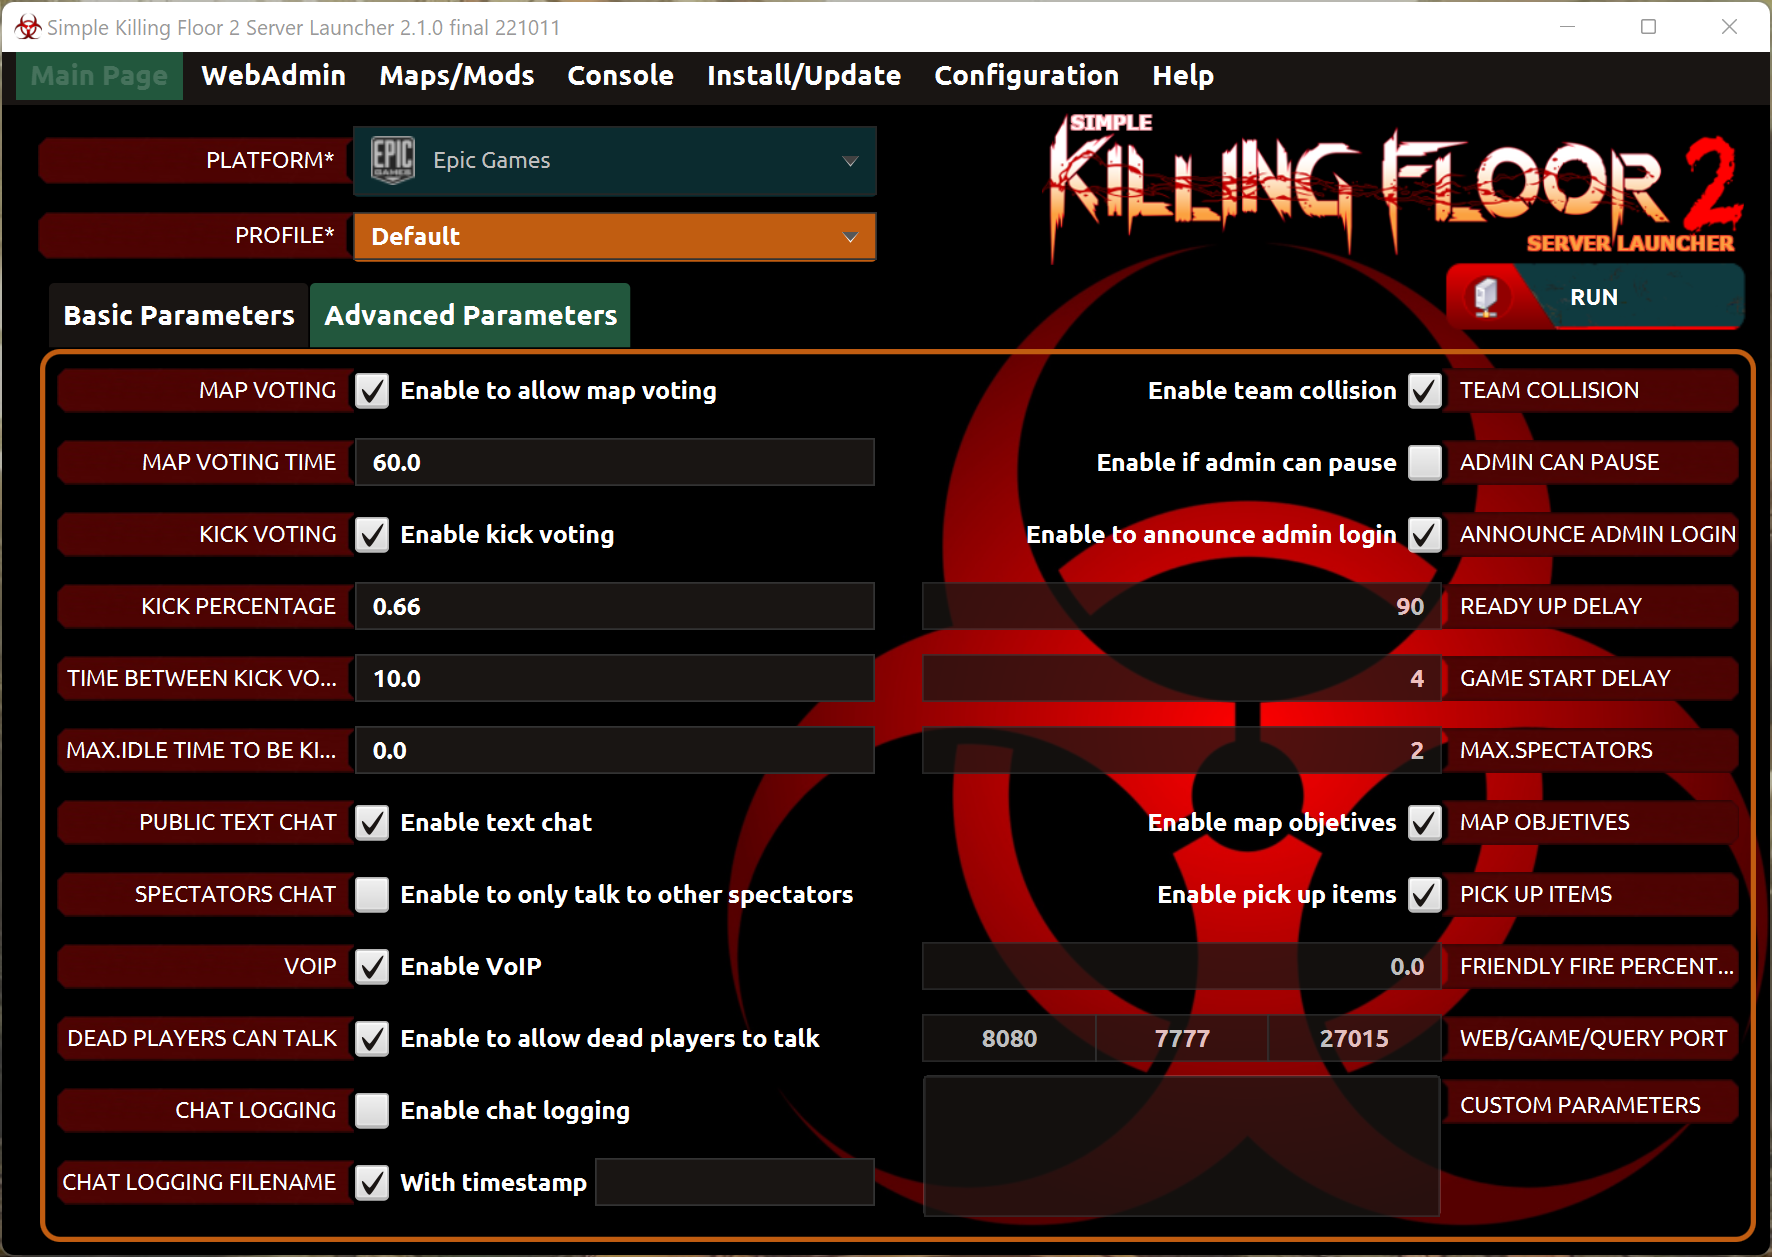 Simple Killing Floor 2 Server Launcher 2.1.0 final 221011
Main Page WebAdmin Maps/Mods Console Install/Update Configuration Help
PLATFORM* EPIC GAMES Epic Games
SIMPLE
KILLING FLOOR 2
SERVER LAUNCHER
PROFILE* Default
RUN
Basic Parameters Advanced Parameters
MAP VOTING Enable to allow map voting
MAP VOTING TIME 60.0
KICK VOTING Enable kick voting
KICK PERCENTAGE 0.66
TIME BETWEEN KICK VO... 10.0
MAX.IDLE TIME TO BE KI... 0.0
PUBLIC TEXT CHAT Enable text chat
SPECTATORS CHAT Enable to only talk to other spectators
VOIP Enable VoIP
DEAD PLAYERS CAN TALK Enable to allow dead players to talk
CHAT LOGGING Enable chat logging
CHAT LOGGING FILENAME With timestamp
Enable team collision TEAM COLLISION
Enable if admin can pause ADMIN CAN PAUSE
Enable to announce admin login ANNOUNCE ADMIN LOGIN
90 READY UP DELAY
4 GAME START DELAY
2 MAX.SPECTATORS
Enable map objetives MAP OBJETIVES
Enable pick up items PICK UP ITEMS
0.0 FRIENDLY FIRE PERCENT...
8080 7777 27015 WEB/GAME/QUERY PORT
CUSTOM PARAMETERS